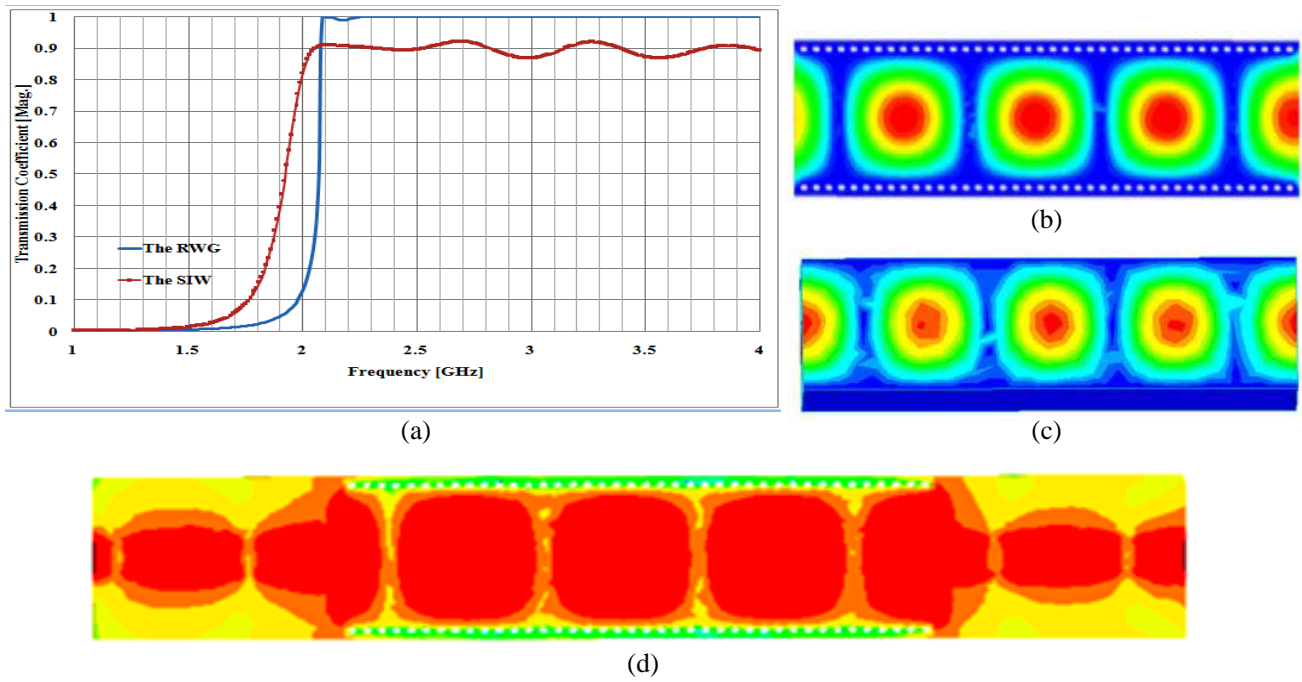 Transmission Coefficient [Mag.]
1
0.9
0.8
0.7
0.6
0.5
0.4
0.3
0.2
0.1
0
The RWG
The SIW
1 1.5 2 2.5 3 3.5 4
Frequency [GHz]
(a)
(b)
(c)
(d)